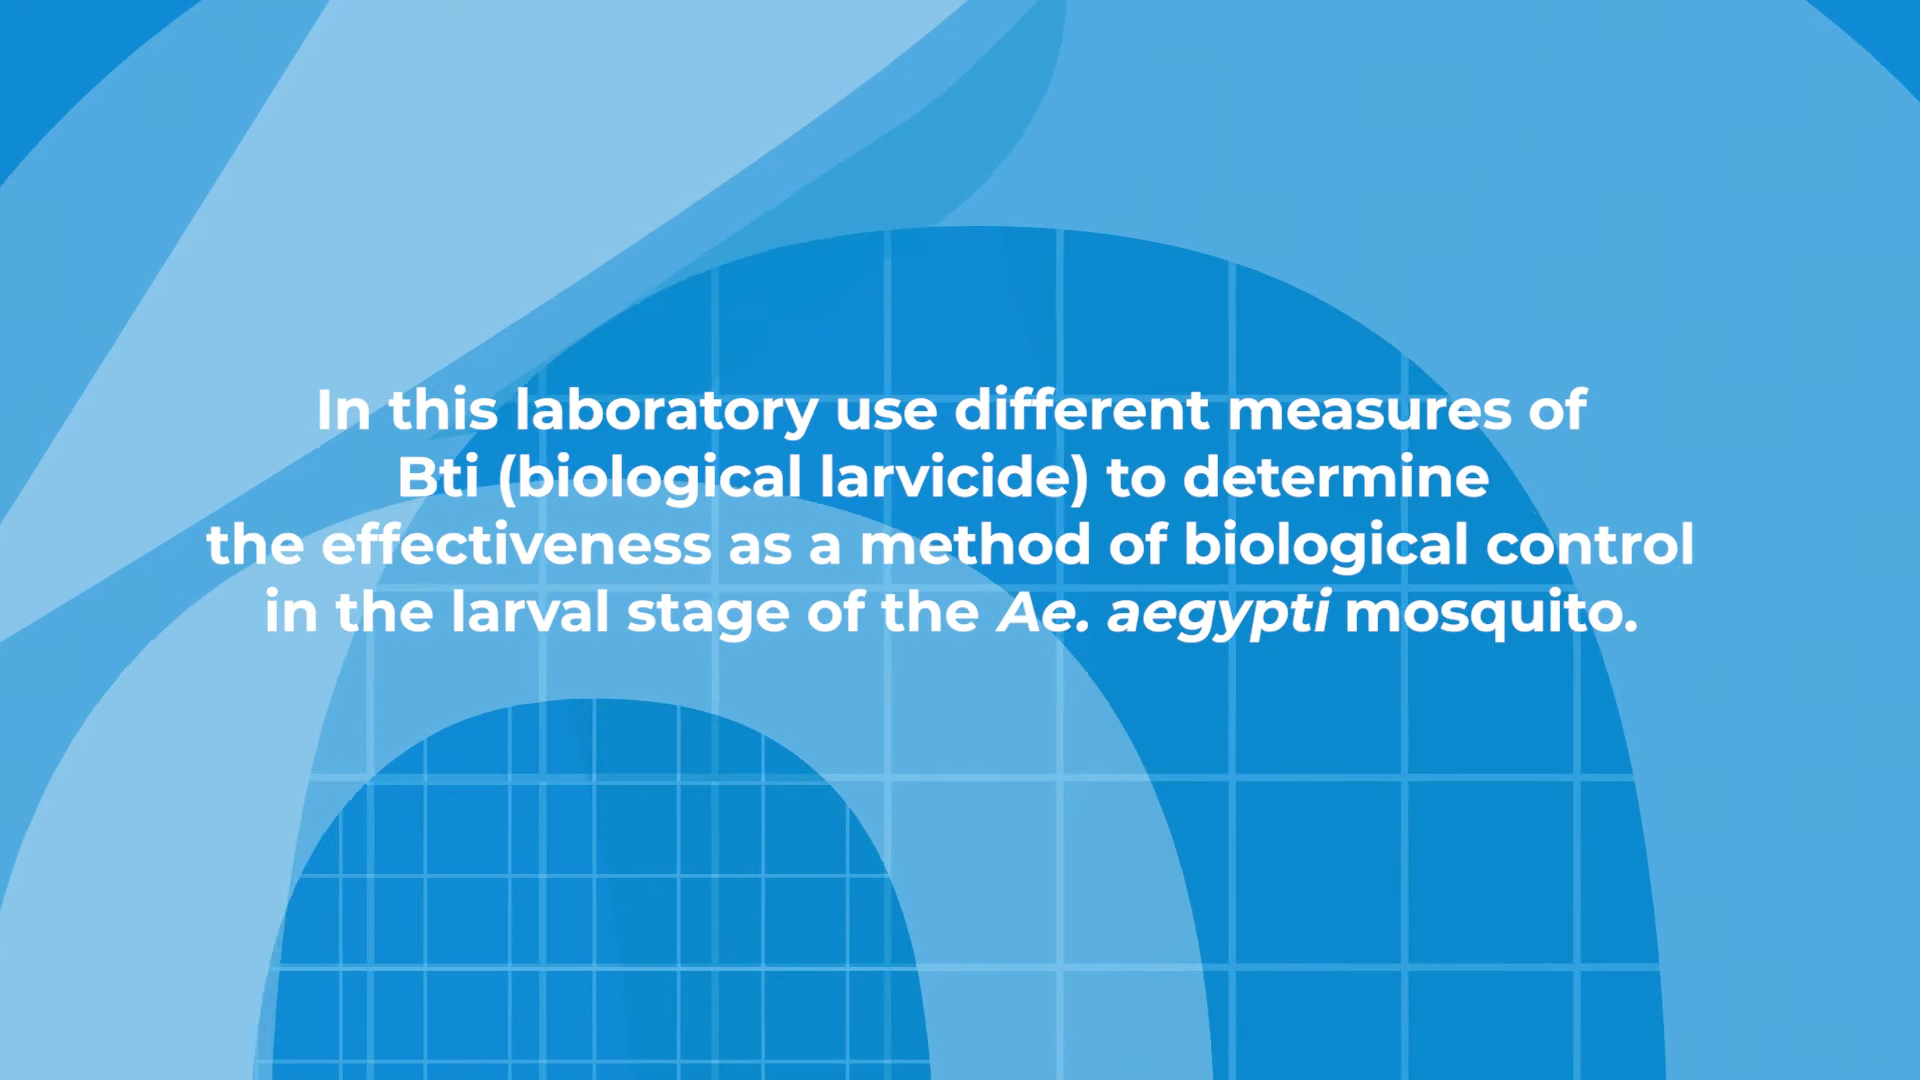 In this laboratory use different measures of
Bti (biological larvicide) to determine
the effectiveness as a method of biological control
in the larval stage of the Ae. aegypti mosquito.